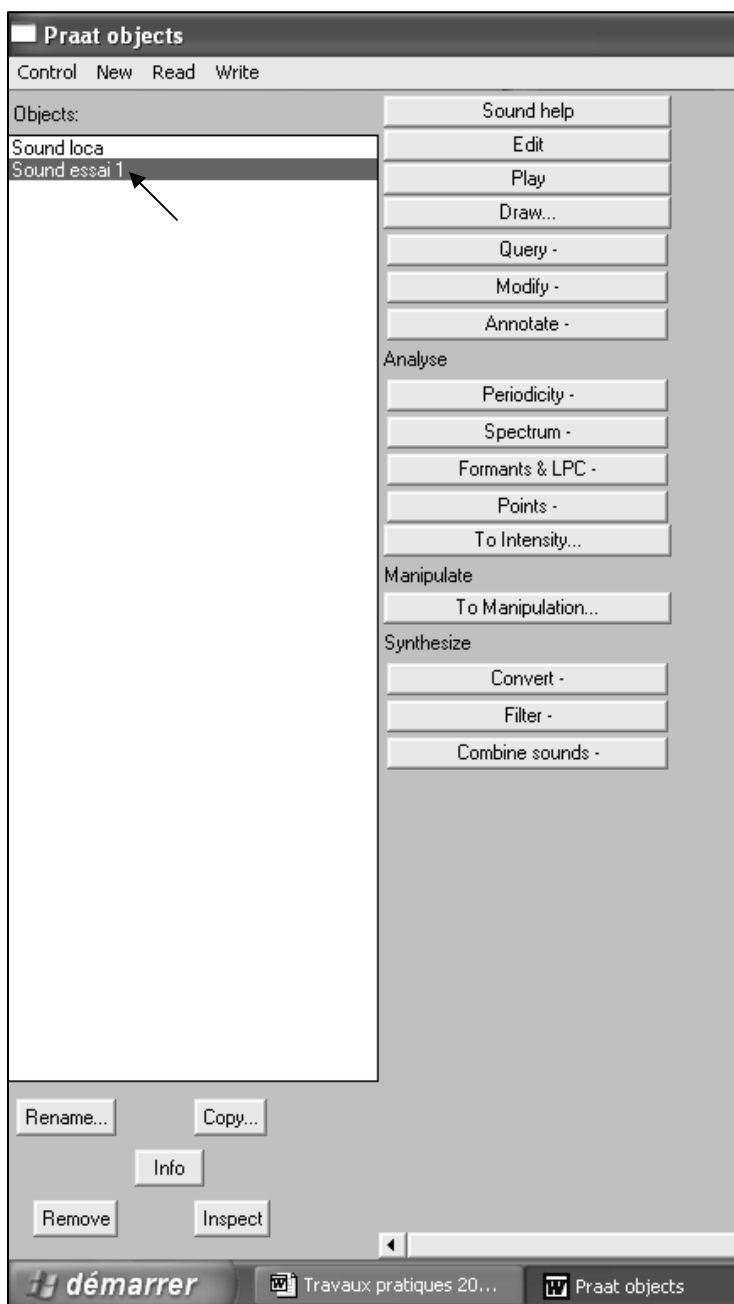 Praat objects
Control New Read Write
Objects:
Sound loca
Sound essai 1
Sound help
Edit
Play
Draw...
Query -
Modify -
Annotate -
Analyse
Periodicity -
Spectrum -
Formants & LPC -
Points -
To Intensity...
Manipulate
To Manipulation...
Synthesize
Convert -
Filter -
Combine sounds -
Rename... Copy...
Info
Remove Inspect
démarrer Travaux pratiques 20... Praat objects